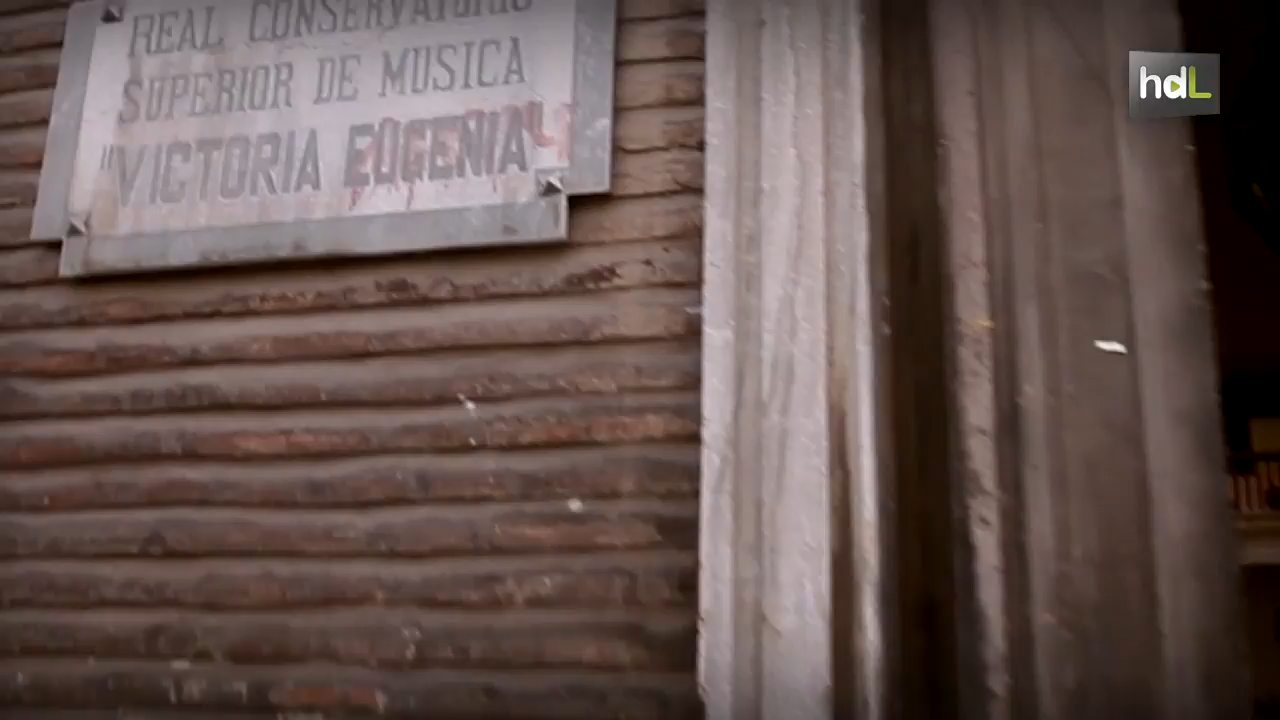 hdL
REAL CONSERVATORIO
SUPERIOR DE MUSICA
"VICTORIA EUGENIA"